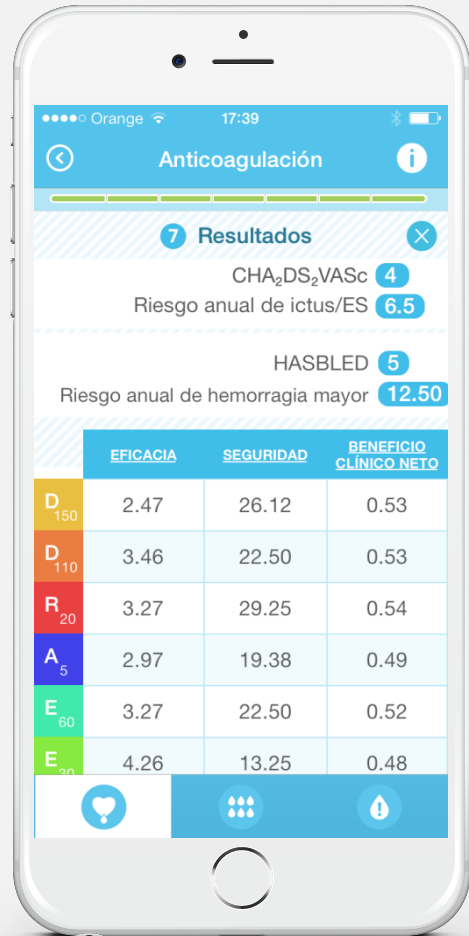 Orange 17:39
Anticoagulación i
7 Resultados
CHA₂DS₂VASc 4
Riesgo anual de ictus/ES 6.5
HASBLED 5
Riesgo anual de hemorragia mayor 12.50
EFICACIA SEGURIDAD BENEFICIO
CLÍNICO NETO
D150 2.47 26.12 0.53
D110 3.46 22.50 0.53
R20 3.27 29.25 0.54
A5 2.97 19.38 0.49
E60 3.27 22.50 0.52
E30 4.26 13.25 0.48